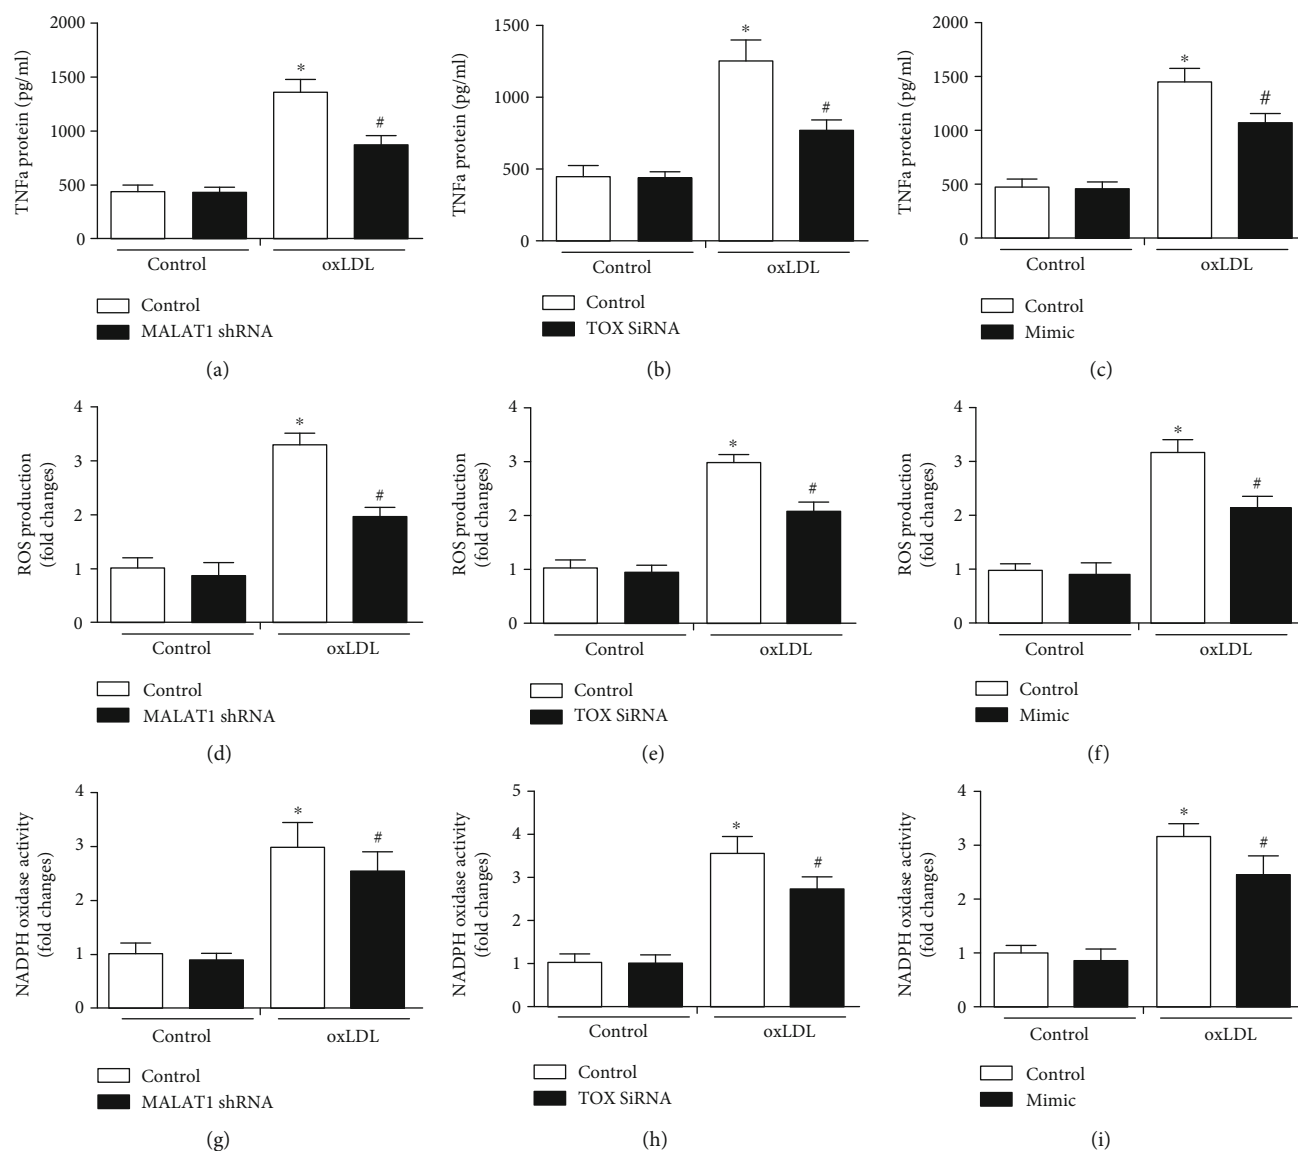 TNFa protein (pg/ml)
2000
1500
1000
500
0
*
#
Control
oxLDL
Control
MALAT1 shRNA
(a)
TNFa protein (pg/ml)
1500
1000
500
0
*
#
Control
oxLDL
Control
TOX SiRNA
(b)
TNFa protein (pg/ml)
2000
1500
1000
500
0
*
#
Control
oxLDL
Control
Mimic
(c)
ROS production
(fold changes)
4
3
2
1
0
*
#
Control
oxLDL
Control
MALAT1 shRNA
(d)
ROS production
(fold changes)
4
3
2
1
0
*
#
Control
oxLDL
Control
TOX SiRNA
(e)
ROS production
(fold changes)
4
3
2
1
0
*
#
Control
oxLDL
Control
Mimic
(f)
NADPH oxidase activity
(fold changes)
4
3
2
1
0
*
#
Control
oxLDL
Control
MALAT1 shRNA
(g)
NADPH oxidase activity
(fold changes)
5
4
3
2
1
0
*
#
Control
oxLDL
Control
TOX SiRNA
(h)
NADPH oxidase activity
(fold changes)
4
3
2
1
0
*
#
Control
oxLDL
Control
Mimic
(i)